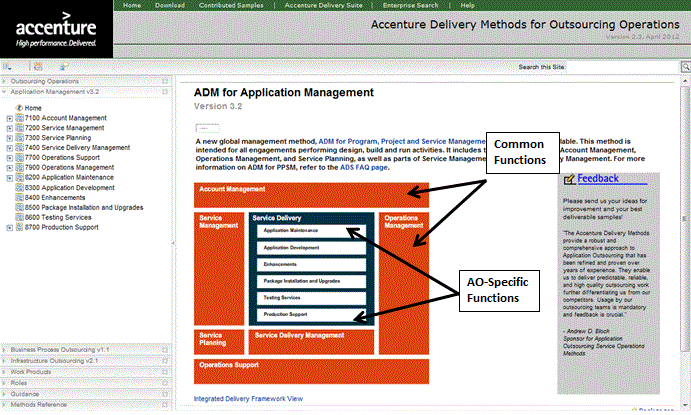 Home Download Contributed Samples | Accenture Delivery Suite | Enterprise Search | Help
accenture
High performance. Delivered.
Accenture Delivery Methods for Outsourcing Operations
Version 2.3, April 2012
Search this Site:
Outsourcing Operations
Application Management v3.2
Home
7100 Account Management
7200 Service Management
7300 Service Planning
7400 Service Delivery Management
7700 Operations Support
7600 Operations Management
8200 Application Maintenance
8300 Application Development
8400 Enhancements
8500 Package Installation and Upgrades
8600 Testing Services
8700 Production Support
Business Process Outsourcing v1.1
Infrastructure Outsourcing v2.1
Work Products
Roles
Guidance
Methods Reference
ADM for Application Management
Version 3.2
A new global management method, ADM for Program, Project and Service Managem lable. This method is
intended for all engagements performing design, build and run activities. It includes t Account Management,
Operations Management, and Service Planning, as well as parts of Service Managem ry Management. For more
information on ADM for PPSM, refer to the ADS FAQ page.
Common
Functions
Account Management
Service
Management
Service Delivery
Application Maintenance
Application Development
Enhancements
Package Installation and Upgrades
Testing Services
Production Support
Operations
Management
AO-Specific
Functions
Service
Planning
Service Delivery Management
Operations Support
Integrated Delivery Framework View
Feedback
Please send us your ideas for
improvement and your best
deliverable samples!
"The Accenture Delivery Methods
provide a robust and
comprehensive approach to
Application Outsourcing that has
been refined and proven over
years of experience. They enable
us to deliver predictable, reliable,
and high quality outsourcing work
further differentiating us from our
competitors. Usage by our
outsourcing teams is mandatory
and feedback is crucial."
- Andrew D. Bloch
Sponsor for Application
Outsourcing Service Operations
Methods